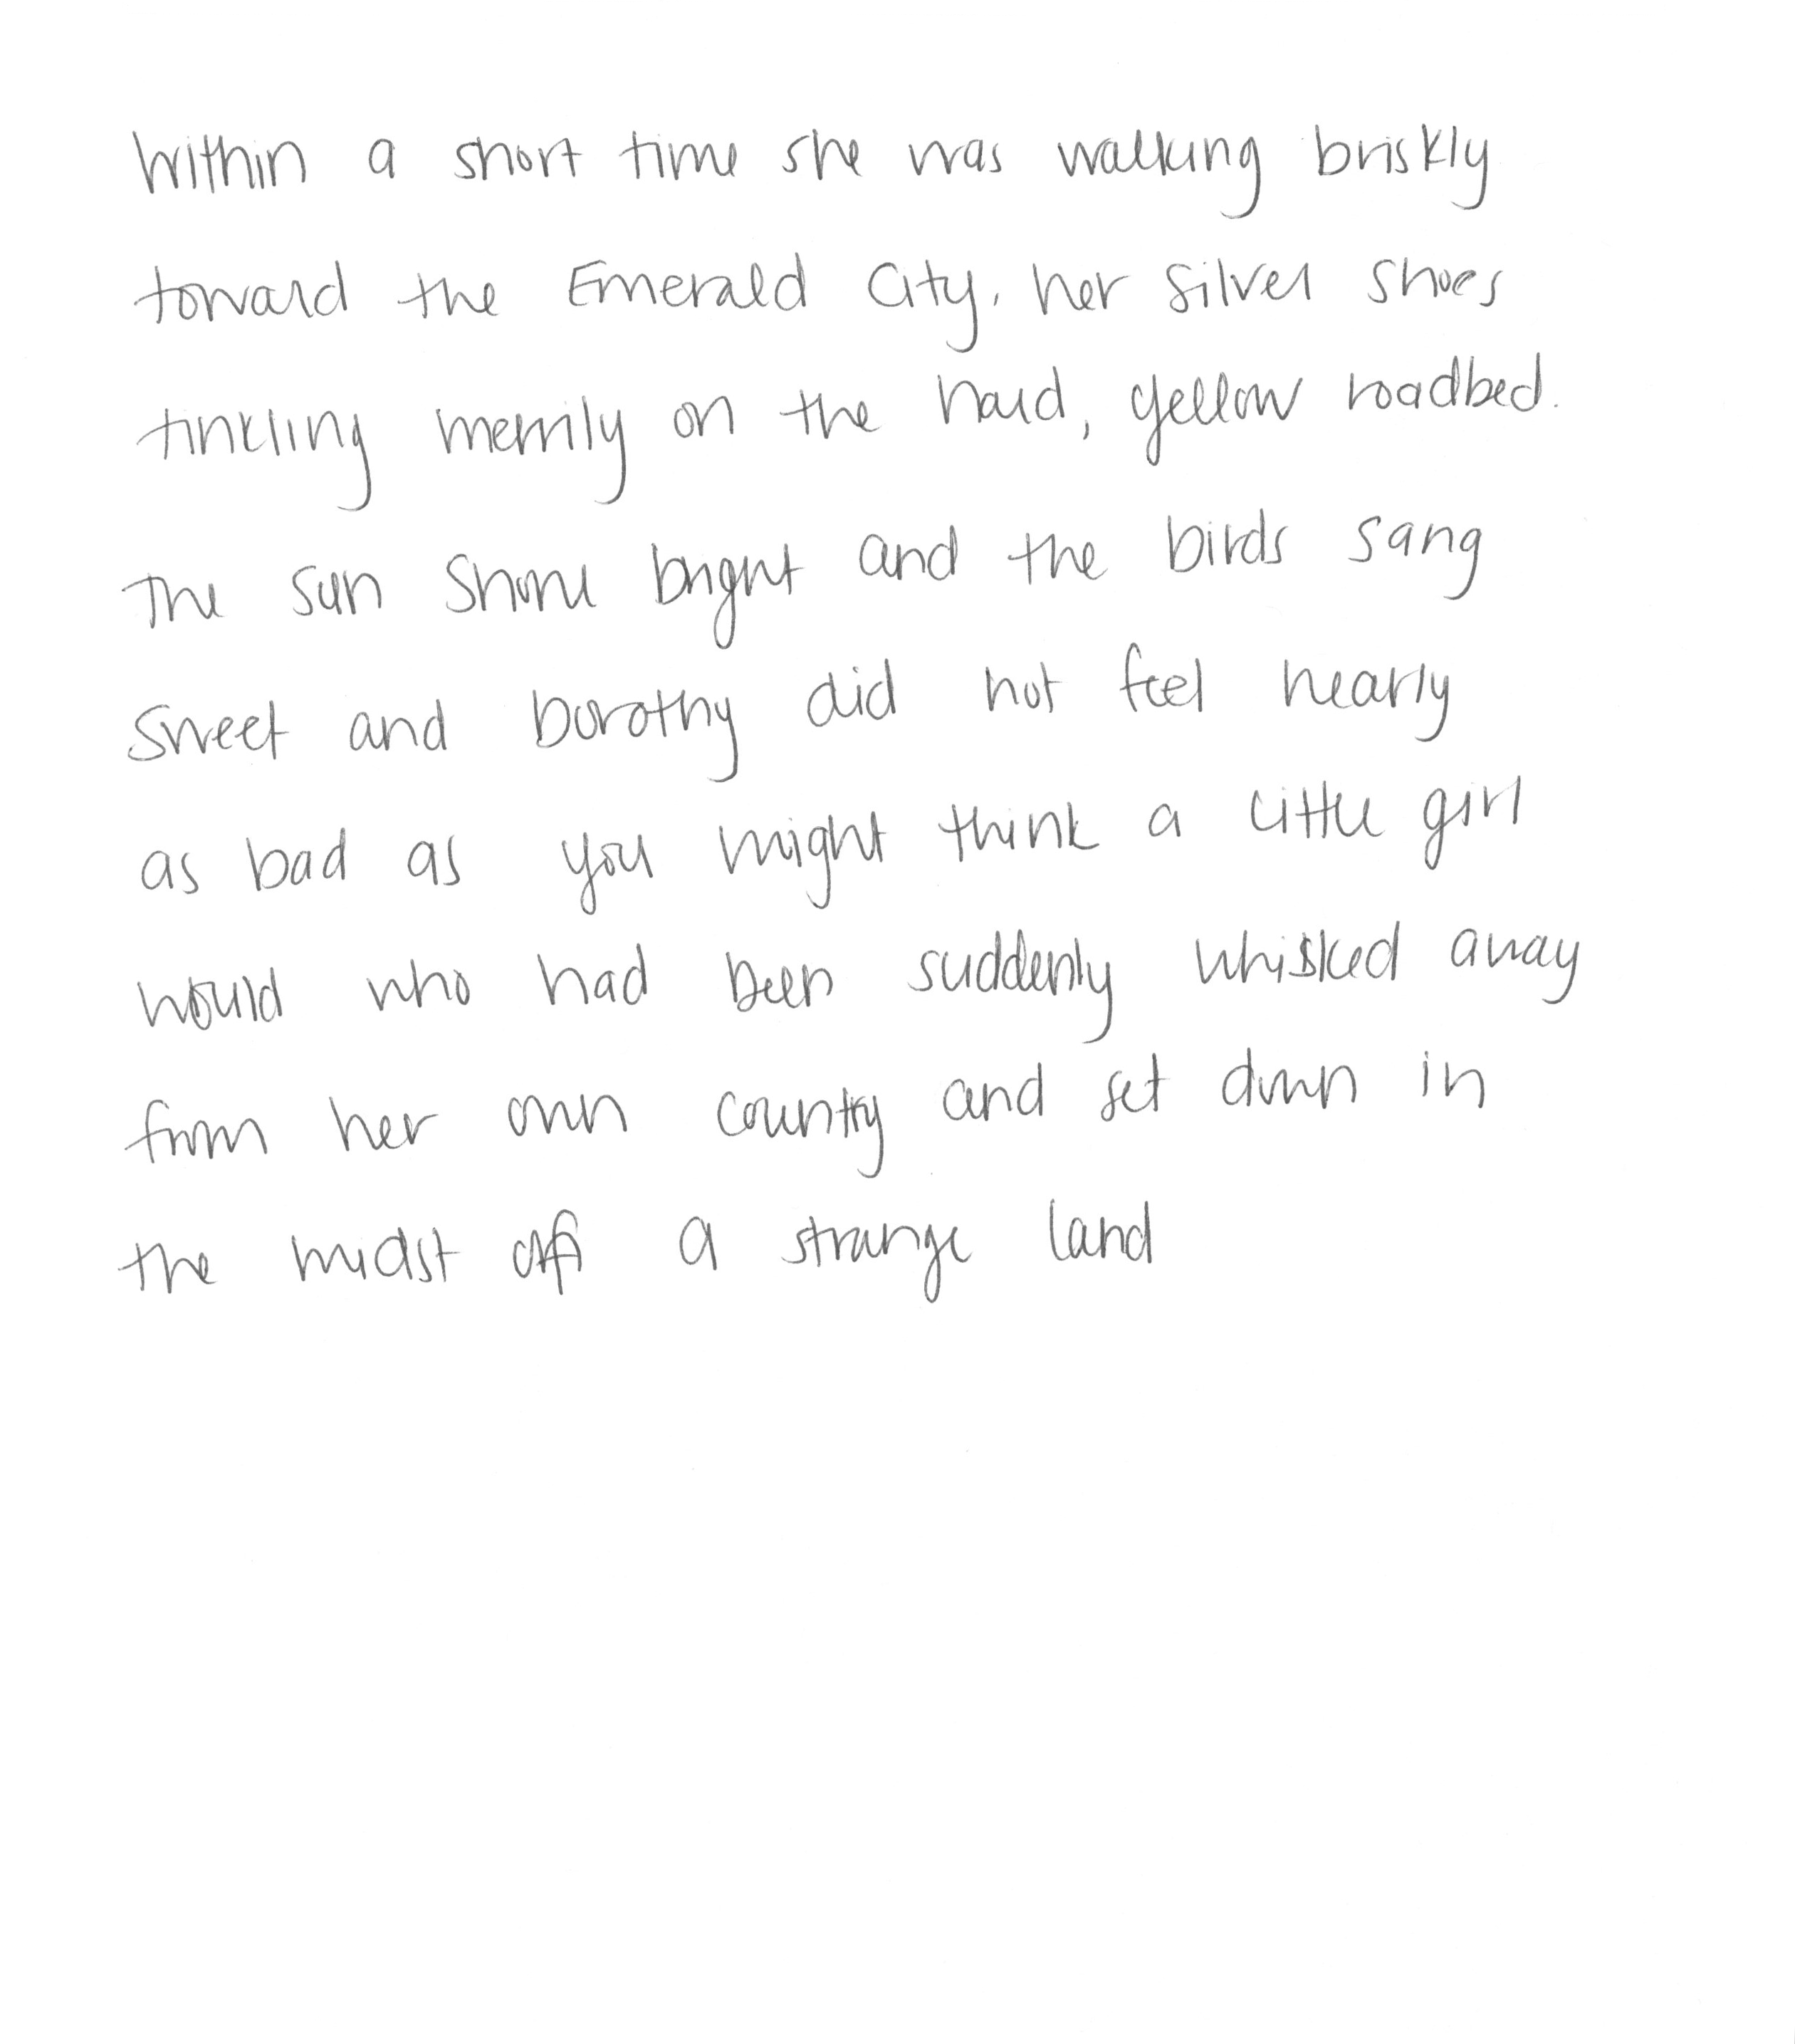 Within a short time she was walking briskly
toward the Emerald City, her silver shoes
tinkling merrily on the hard, yellow roadbed.
The sun shone bright and the birds sang
sweet and Dorothy did not feel nearly
as bad as you might think a little girl
would who had been suddenly whisked away
from her own country and set down in
the midst of a strange land